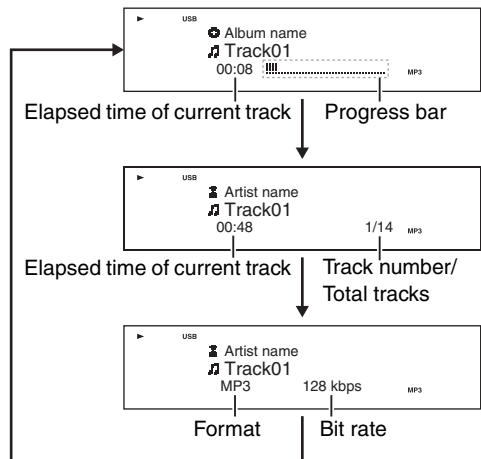 USB
Album name
Track01
00:08
MP3
Elapsed time of current track
Progress bar
USB
Artist name
Track01
00:48 1/14 MP3
Elapsed time of current track
Track number/
Total tracks
USB
Artist name
Track01
MP3 128 kbps MP3
Format Bit rate